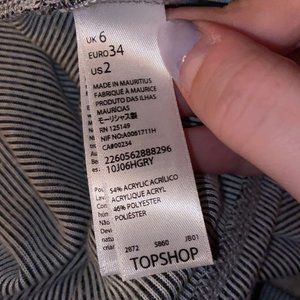 UK 6
EURO 34
US 2
MADE IN MAURITIUS
FABRIQUÉ À MAURICE
PRODUTO DAS ILHAS
MAURÍCIAS
モーリシャス製
RN 125149
NIF NO:A0061711H
CA#00234
2260562888296
10J06HGRY
54% ACRYLIC ACRÍLICO
ACRYLIQUE ACRYL
46% POLYESTER
POLIÉSTER
2872 5860 JB01
TOPSHOP